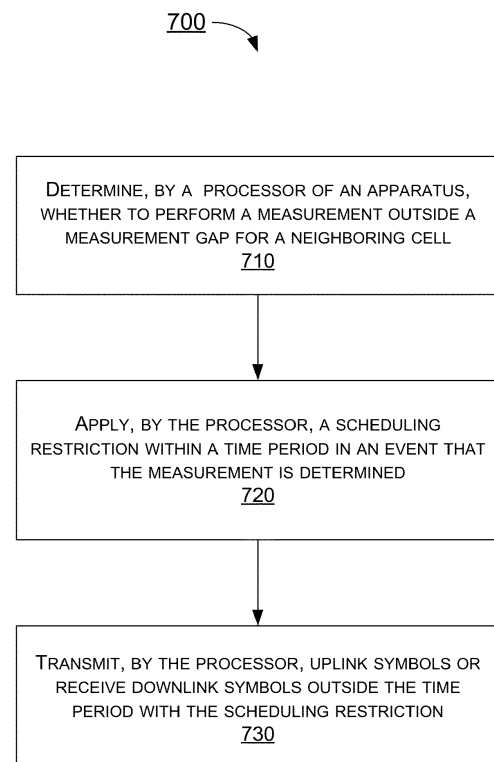 700
DETERMINE, BY A PROCESSOR OF AN APPARATUS,
WHETHER TO PERFORM A MEASUREMENT OUTSIDE A
MEASUREMENT GAP FOR A NEIGHBORING CELL
710
APPLY, BY THE PROCESSOR, A SCHEDULING
RESTRICTION WITHIN A TIME PERIOD IN AN EVENT THAT
THE MEASUREMENT IS DETERMINED
720
TRANSMIT, BY THE PROCESSOR, UPLINK SYMBOLS OR
RECEIVE DOWNLINK SYMBOLS OUTSIDE THE TIME
PERIOD WITH THE SCHEDULING RESTRICTION
730